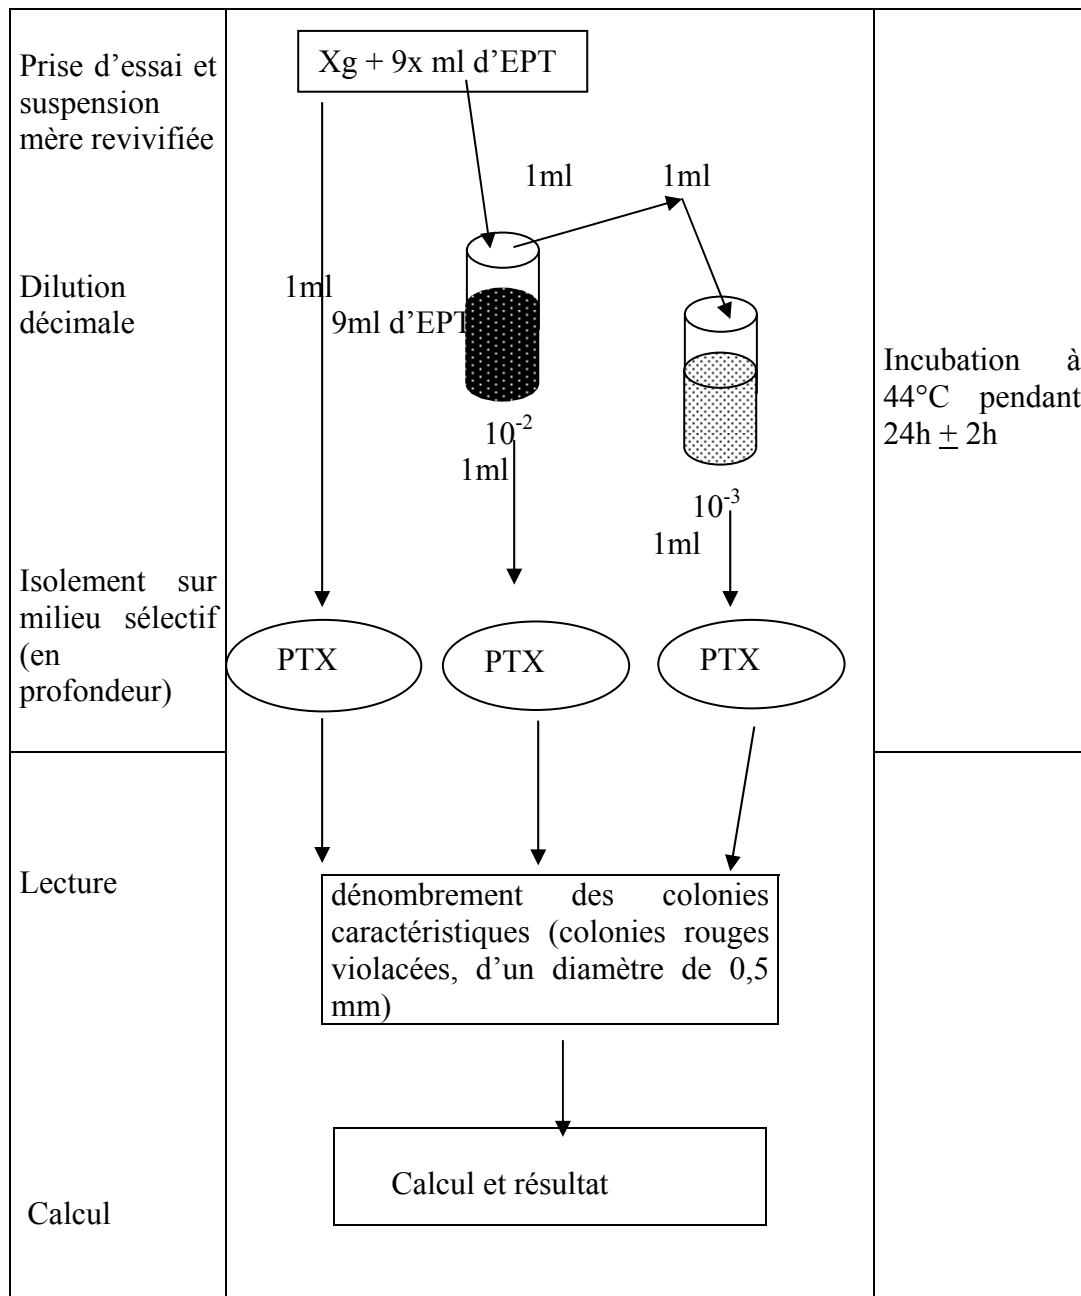 Prise d'essai et
suspension
mère revivifiée
Xg + 9x ml d'EPT
1ml
1ml
Dilution
décimale
1ml
9ml d'EPT
10-2
1ml
10-3
1ml
Incubation à
44°C pendant
24h + 2h
Isolement sur
milieu sélectif
(en
profondeur)
PTX
PTX
PTX
Lecture
dénombrement des colonies
caractéristiques (colonies rouges
violacées, d'un diamètre de 0,5
mm)
Calcul et résultat
Calcul